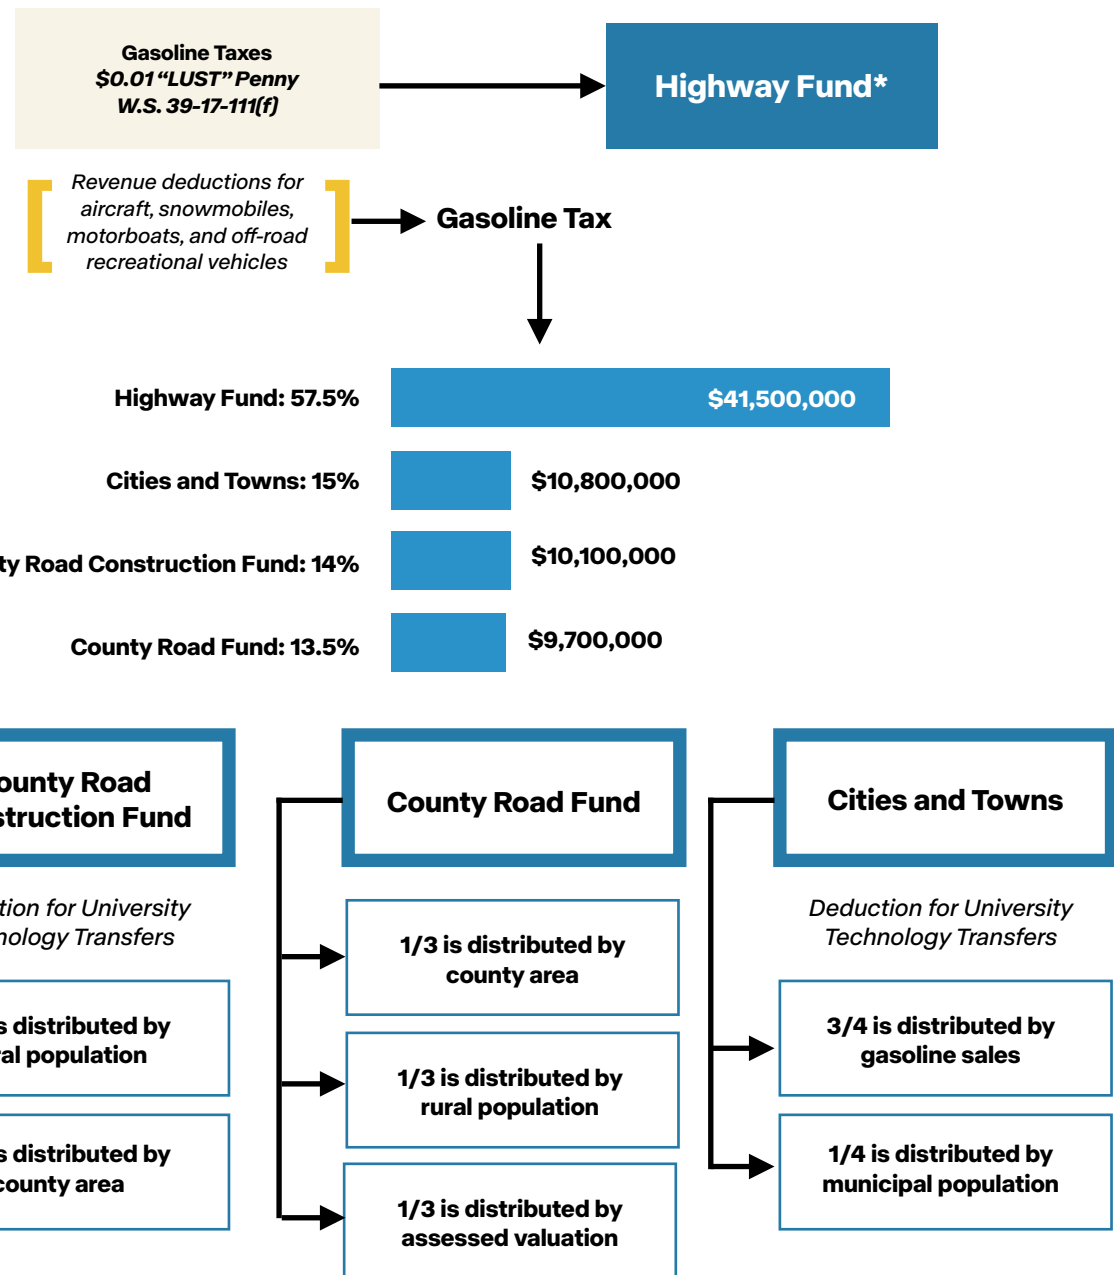 Gasoline Taxes
$0.01 “LUST” Penny
W.S. 39-17-111(f)
Highway Fund*
Revenue deductions for
aircraft, snowmobiles,
motorboats, and off-road
recreational vehicles
Gasoline Tax
Highway Fund: 57.5%
$41,500,000
Cities and Towns: 15%
$10,800,000
ty Road Construction Fund: 14%
$10,100,000
County Road Fund: 13.5%
$9,700,000
ounty Road
struction Fund
tion for University
nology Transfers
s distributed by
al population
s distributed by
county area
County Road Fund
1/3 is distributed by
county area
1/3 is distributed by
rural population
1/3 is distributed by
assessed valuation
Cities and Towns
Deduction for University
Technology Transfers
3/4 is distributed by
gasoline sales
1/4 is distributed by
municipal population